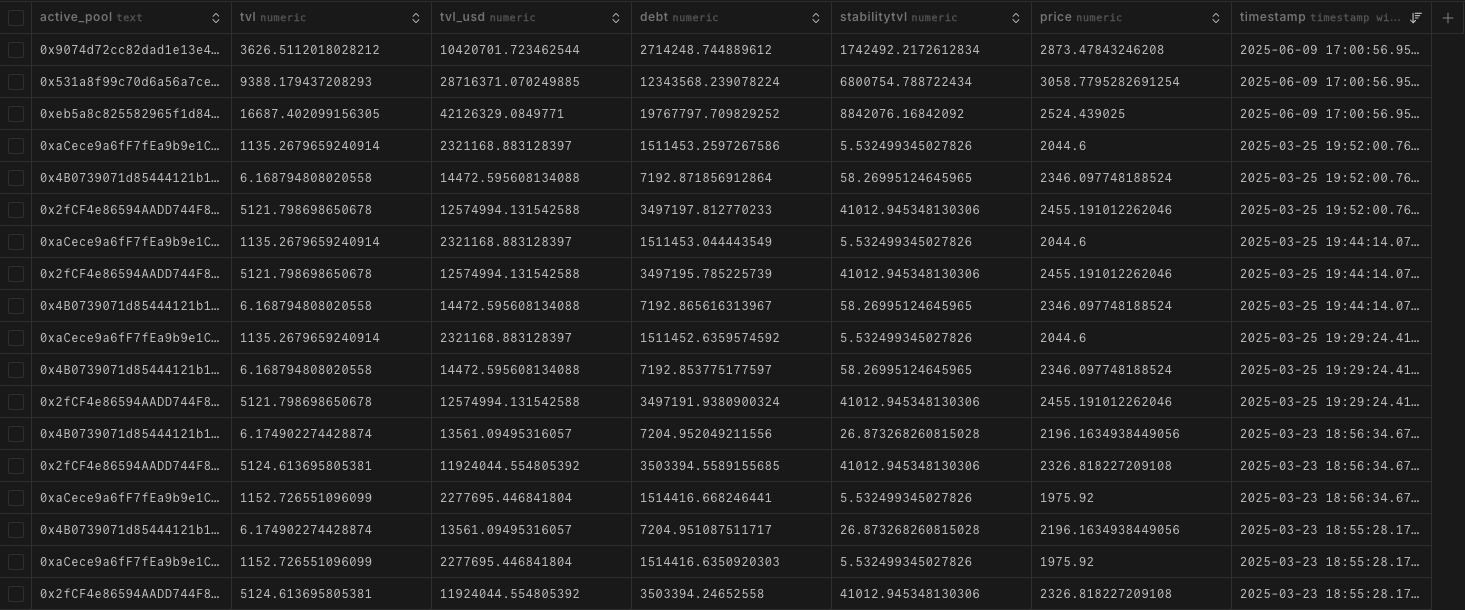 active_pool text tvl numeric tvl_usd numeric debt numeric stabilitytvl numeric price numeric timestamp timestamp wi...
0x9074d72cc82dad1e13e4... 3626.5112018028212 10420701.723462544 2714248.744889612 1742492.2172612834 2873.47843246208 2025-06-09 17:00:56.95...
0x531a8f99c70d6a56a7ce... 9388.179437208293 28716371.070249885 12343568.239078224 6800754.788722434 3058.7795282691254 2025-06-09 17:00:56.95...
0xeb5a8c825582965f1d84... 16687.402099156305 42126329.0849771 19767797.709829252 8842076.16842092 2524.439025 2025-06-09 17:00:56.95...
0xaCece9a6fF7fEa9b9e1C... 1135.2679659240914 2321168.883128397 1511453.2597267586 5.532499345027826 2044.6 2025-03-25 19:52:00.76...
0x4B0739071d85444121b1... 6.168794808020558 14472.595608134088 7192.871856912864 58.26995124645965 2346.097748188524 2025-03-25 19:52:00.76...
0x2fCF4e86594AADD744F8... 5121.798698650678 12574994.131542588 3497197.812770233 41012.945348130306 2455.191012262046 2025-03-25 19:52:00.76...
0xaCece9a6fF7fEa9b9e1C... 1135.2679659240914 2321168.883128397 1511453.044443549 5.532499345027826 2044.6 2025-03-25 19:44:14.07...
0x2fCF4e86594AADD744F8... 5121.798698650678 12574994.131542588 3497195.785225739 41012.945348130306 2455.191012262046 2025-03-25 19:44:14.07...
0x4B0739071d85444121b1... 6.168794808020558 14472.595608134088 7192.865616313967 58.26995124645965 2346.097748188524 2025-03-25 19:44:14.07...
0xaCece9a6fF7fEa9b9e1C... 1135.2679659240914 2321168.883128397 1511452.6359574592 5.532499345027826 2044.6 2025-03-25 19:29:24.41...
0x4B0739071d85444121b1... 6.168794808020558 14472.595608134088 7192.853775177597 58.26995124645965 2346.097748188524 2025-03-25 19:29:24.41...
0x2fCF4e86594AADD744F8... 5121.798698650678 12574994.131542588 3497191.9380900324 41012.945348130306 2455.191012262046 2025-03-25 19:29:24.41...
0x4B0739071d85444121b1... 6.174902274428874 13561.09495316057 7204.952049211556 26.873268260815028 2196.1634938449056 2025-03-23 18:56:34.67...
0x2fCF4e86594AADD744F8... 5124.613695805381 11924044.554805392 3503394.5589155685 41012.945348130306 2326.818227209108 2025-03-23 18:56:34.67...
0xaCece9a6fF7fEa9b9e1C... 1152.726551096099 2277695.446841804 1514416.668246441 5.532499345027826 1975.92 2025-03-23 18:56:34.67...
0x4B0739071d85444121b1... 6.174902274428874 13561.09495316057 7204.951087511717 26.873268260815028 2196.1634938449056 2025-03-23 18:55:28.17...
0xaCece9a6fF7fEa9b9e1C... 1152.726551096099 2277695.446841804 1514416.6350920303 5.532499345027826 1975.92 2025-03-23 18:55:28.17...
0x2fCF4e86594AADD744F8... 5124.613695805381 11924044.554805392 3503394.24652558 41012.945348130306 2326.818227209108 2025-03-23 18:55:28.17...